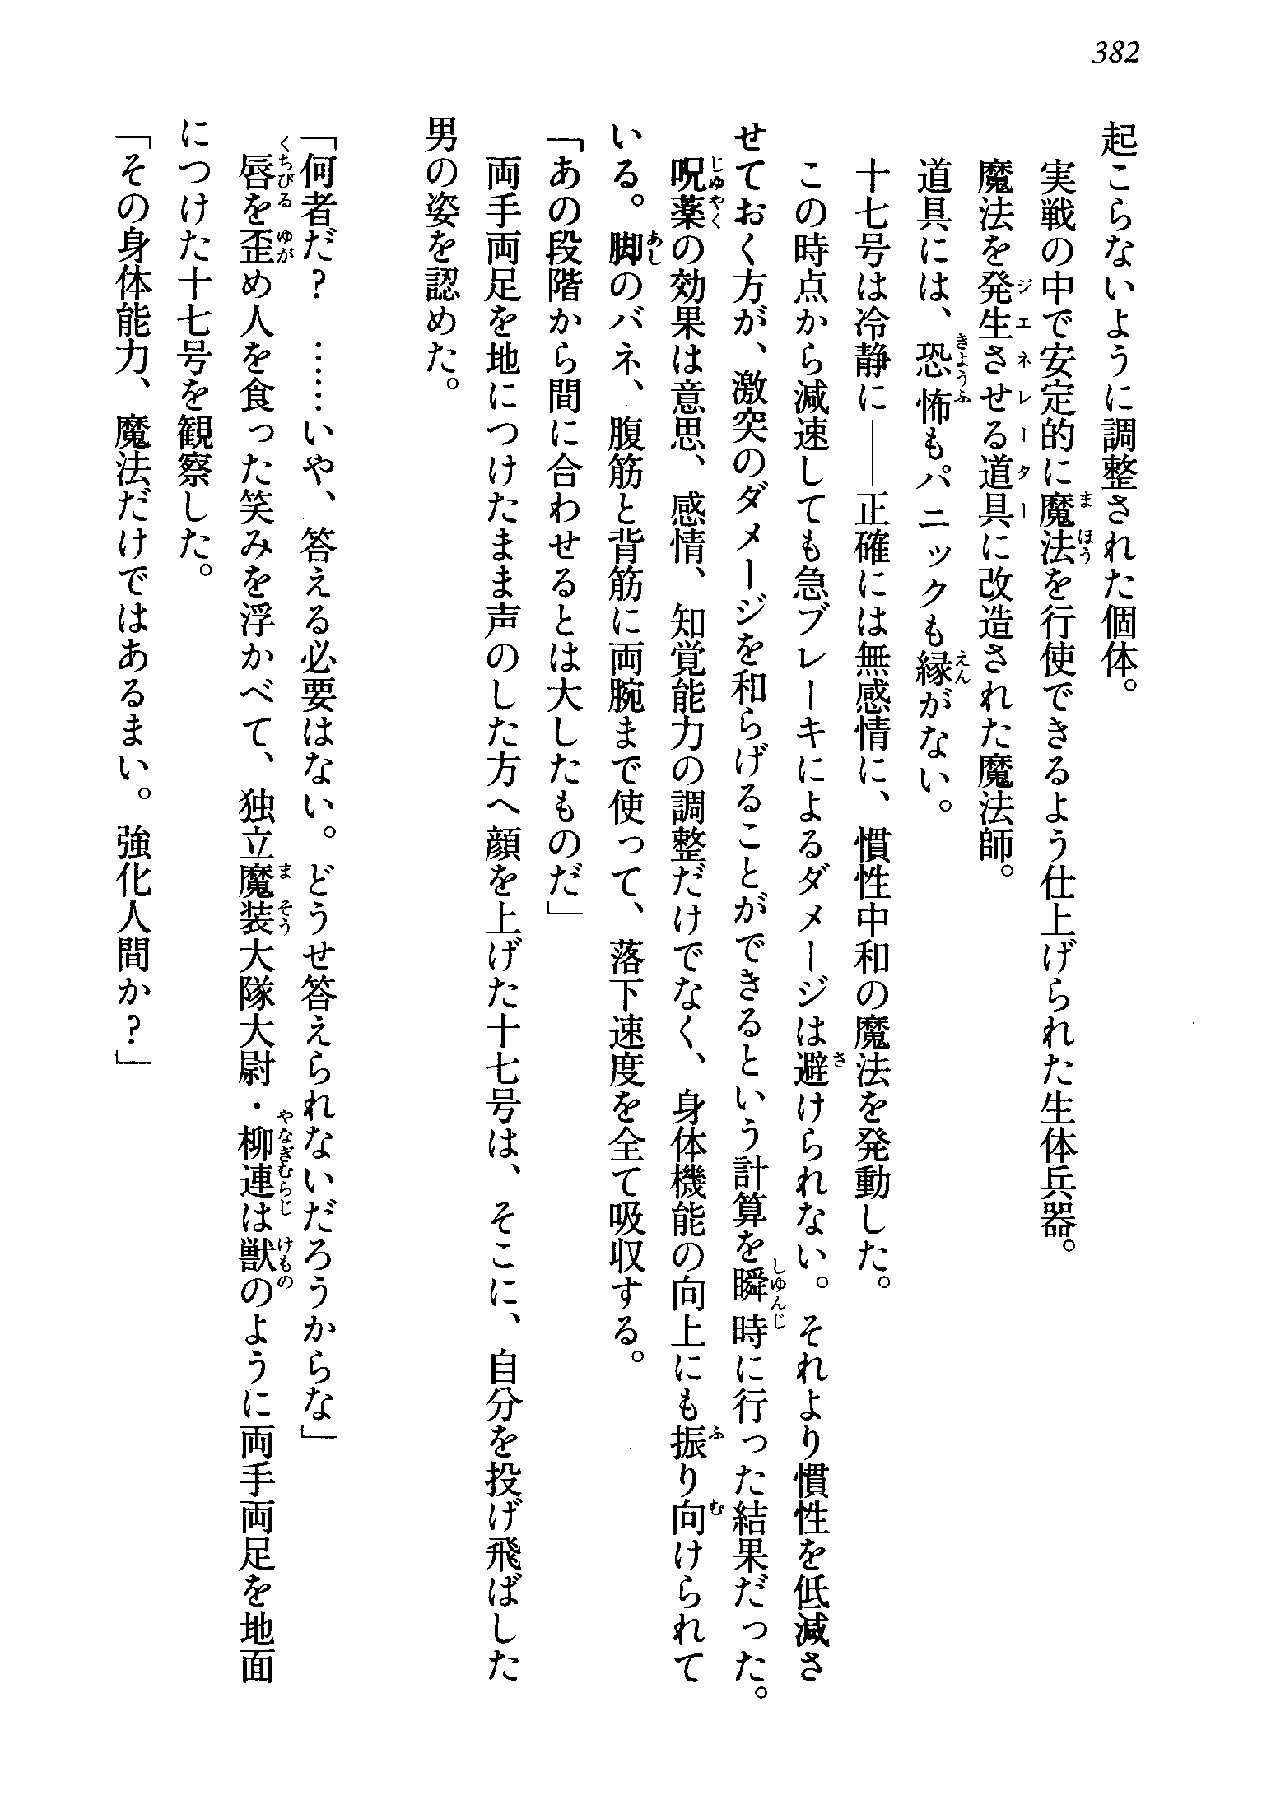 382
起こらないように調整された個体。
実戦の中で安定的に魔法を行使できるよう仕上げられた生体兵器。
魔法を発生させる道具に改造された魔法師。
道具には、恐怖もパニックも縁がない。
十七号は冷静に――正確には無感情に、慣性中和の魔法を発動した。
この時点から減速しても急ブレーキによるダメージは避けられない。それより慣性を低減さ
せておく方が、激突のダメージを和らげることができるという計算を瞬時に行った結果だった。
呪薬の効果は意思、感情、知覚能力の調整だけでなく、身体機能の向上にも振り向けられて
いる。脚のバネ、腹筋と背筋に両腕まで使って、落下速度を全て吸収する。
「あの段階から間に合わせるとは大したものだ」
両手両足を地につけたまま声のした方へ顔を上げた十七号は、そこに、自分を投げ飛ばした
男の姿を認めた。
「何者だ？　……いや、答える必要はない。どうせ答えられないだろうからな」
唇を歪め人を食った笑みを浮かべて、独立魔装大隊大尉・柳連は獣のように両手両足を地面
につけた十七号を観察した。
「その身体能力、魔法だけではあるまい。強化人間か？」